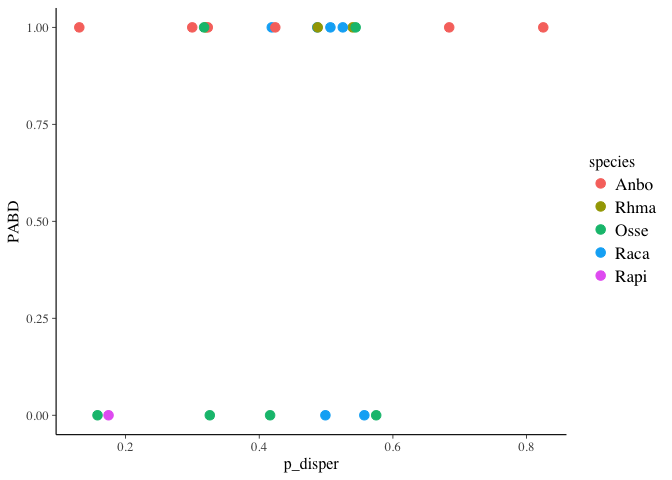 1.00
0.75
0.50
0.25
0.00
PABD
0.2
0.4
0.6
0.8
p_disper
species
Anbo
Rhma
Osse
Raca
Rapi